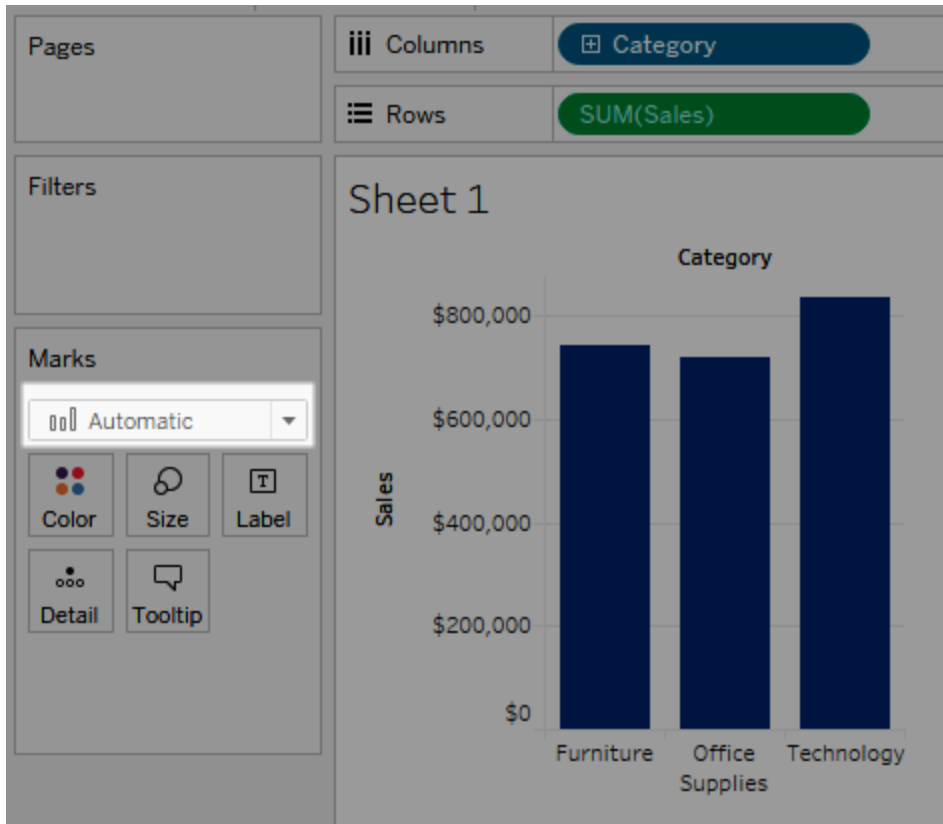 Pages
Columns
Category
Rows
SUM(Sales)
Filters
Sheet 1
Category
Marks
Automatic
Color
Size
T
Label
Detail
Tooltip
Sales
$800,000
$600,000
$400,000
$200,000
$0
Furniture
Office
Supplies
Technology